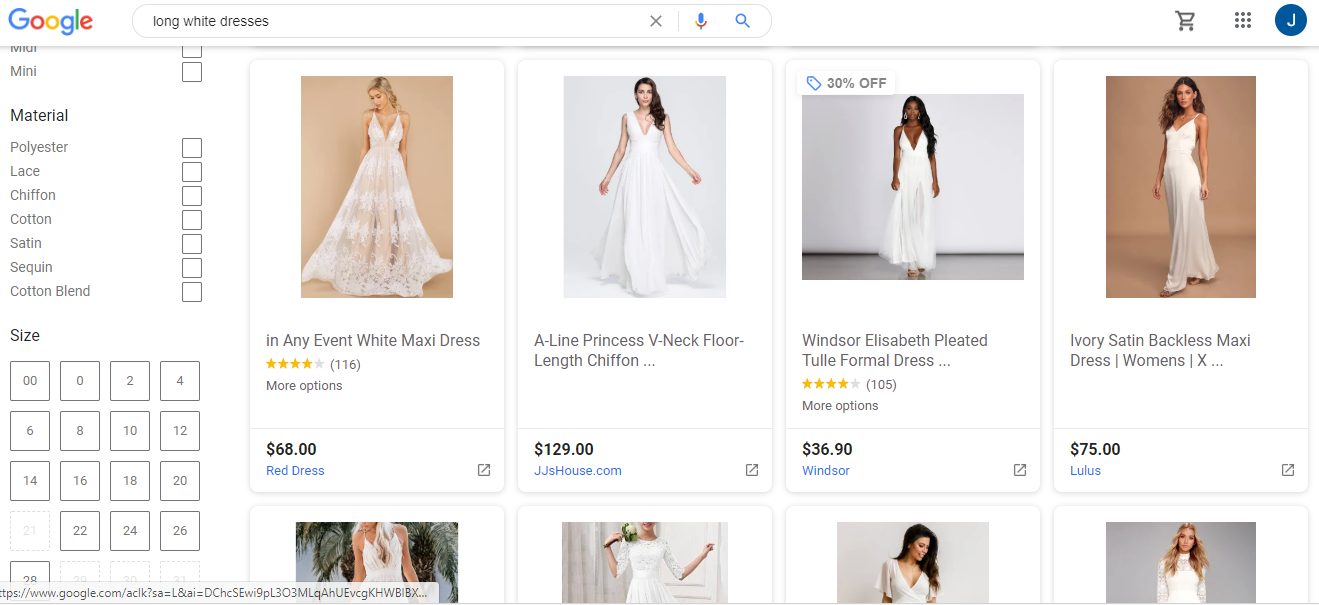 Google
long white dresses
J
Midi
Mini
Material
Polyester
Lace
Chiffon
Cotton
Satin
Sequin
Cotton Blend
Size
00 0 2 4
6 8 10 12
14 16 18 20
21 22 24 26
28 29 30 31
in Any Event White Maxi Dress
(116)
More options
$68.00
Red Dress
A-Line Princess V-Neck Floor-
Length Chiffon ...
$129.00
JJsHouse.com
30% OFF
Windsor Elisabeth Pleated
Tulle Formal Dress ...
(105)
More options
$36.90
Windsor
Ivory Satin Backless Maxi
Dress | Womens | X ...
$75.00
Lulus
ttps://www.google.com/aclk?sa=L&ai=DChcSEwi9pL3O3MLqAhUEvcgKHWBIBX...